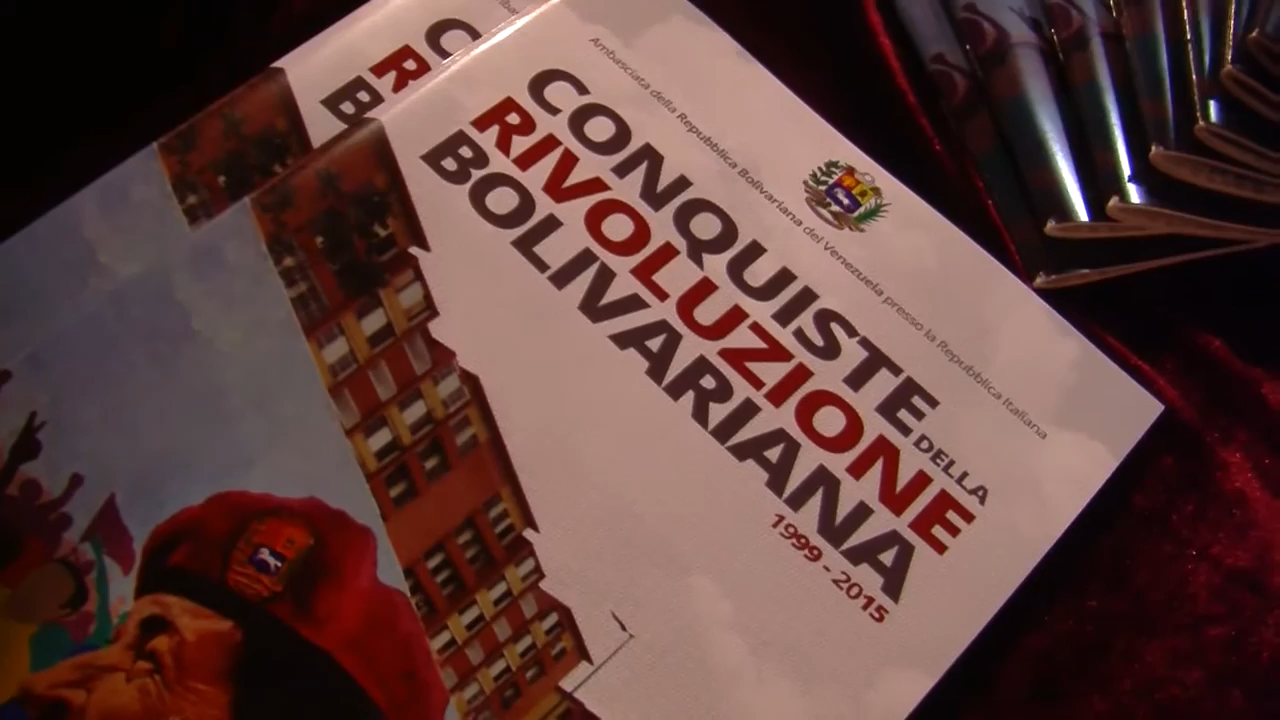 Ambasciata della Repubblica Bolivariana del Venezuela presso la Repubblica Italiana
CONQUISTE DELLA
RIVOLUZIONE
BOLIVARIANA
1999 - 2015
C
R
B